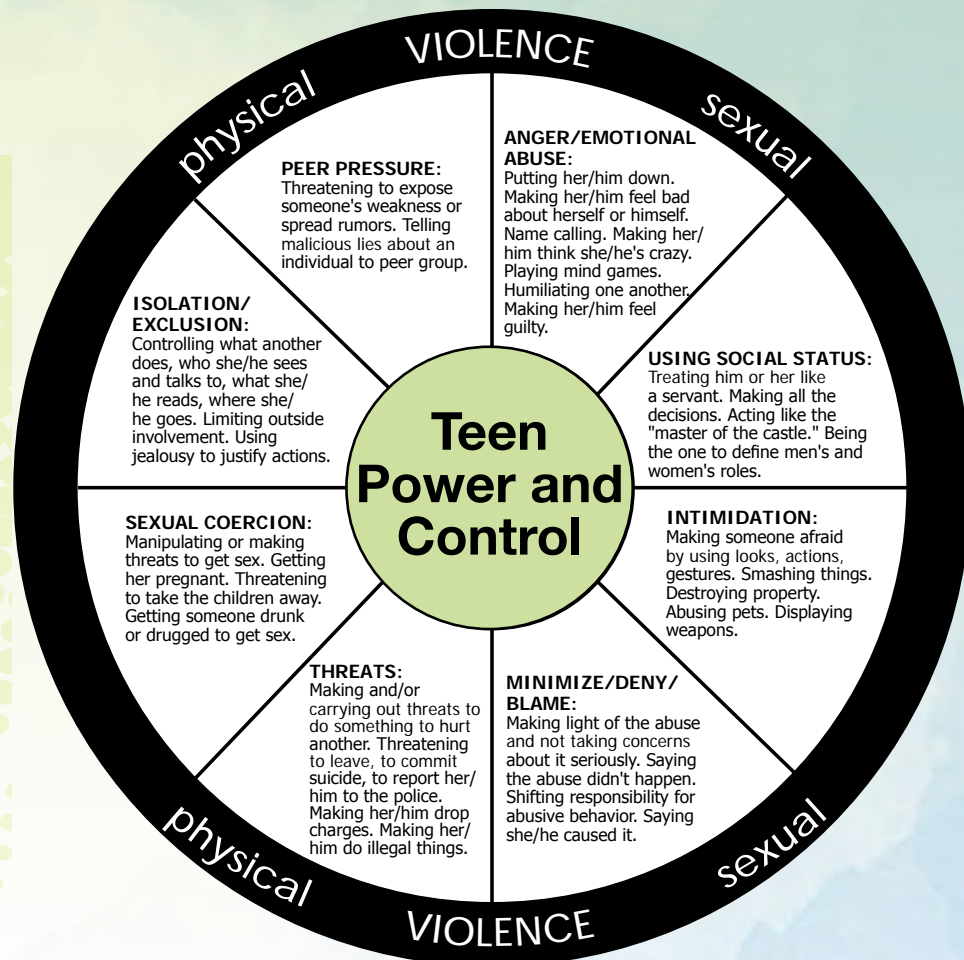 physical VIOLENCE sexual
PEER PRESSURE:
Threatening to expose
someone's weakness or
spread rumors. Telling
malicious lies about an
individual to peer group.
ANGER/EMOTIONAL
ABUSE:
Putting her/him down.
Making her/him feel bad
about herself or himself.
Name calling. Making her/
him think she/he's crazy.
Playing mind games.
Humiliating one another.
Making her/him feel
guilty.
ISOLATION/
EXCLUSION:
Controlling what another
does, who she/he sees
and talks to, what she/
he reads, where she/
he goes. Limiting outside
involvement. Using
jealousy to justify actions.
USING SOCIAL STATUS:
Treating him or her like
a servant. Making all the
decisions. Acting like the
"master of the castle." Being
the one to define men's and
women's roles.
Teen
Power and
Control
SEXUAL COERCION:
Manipulating or making
threats to get sex. Getting
her pregnant. Threatening
to take the children away.
Getting someone drunk
or drugged to get sex.
INTIMIDATION:
Making someone afraid
by using looks, actions,
gestures. Smashing things.
Destroying property.
Abusing pets. Displaying
weapons.
THREATS:
Making and/or
carrying out threats to
do something to hurt
another. Threatening
to leave, to commit
suicide, to report her/
him to the police.
Making her/him drop
charges. Making her/
him do illegal things.
MINIMIZE/DENY/
BLAME:
Making light of the abuse
and not taking concerns
about it seriously. Saying
the abuse didn't happen.
Shifting responsibility for
abusive behavior. Saying
she/he caused it.
physical VIOLENCE sexual